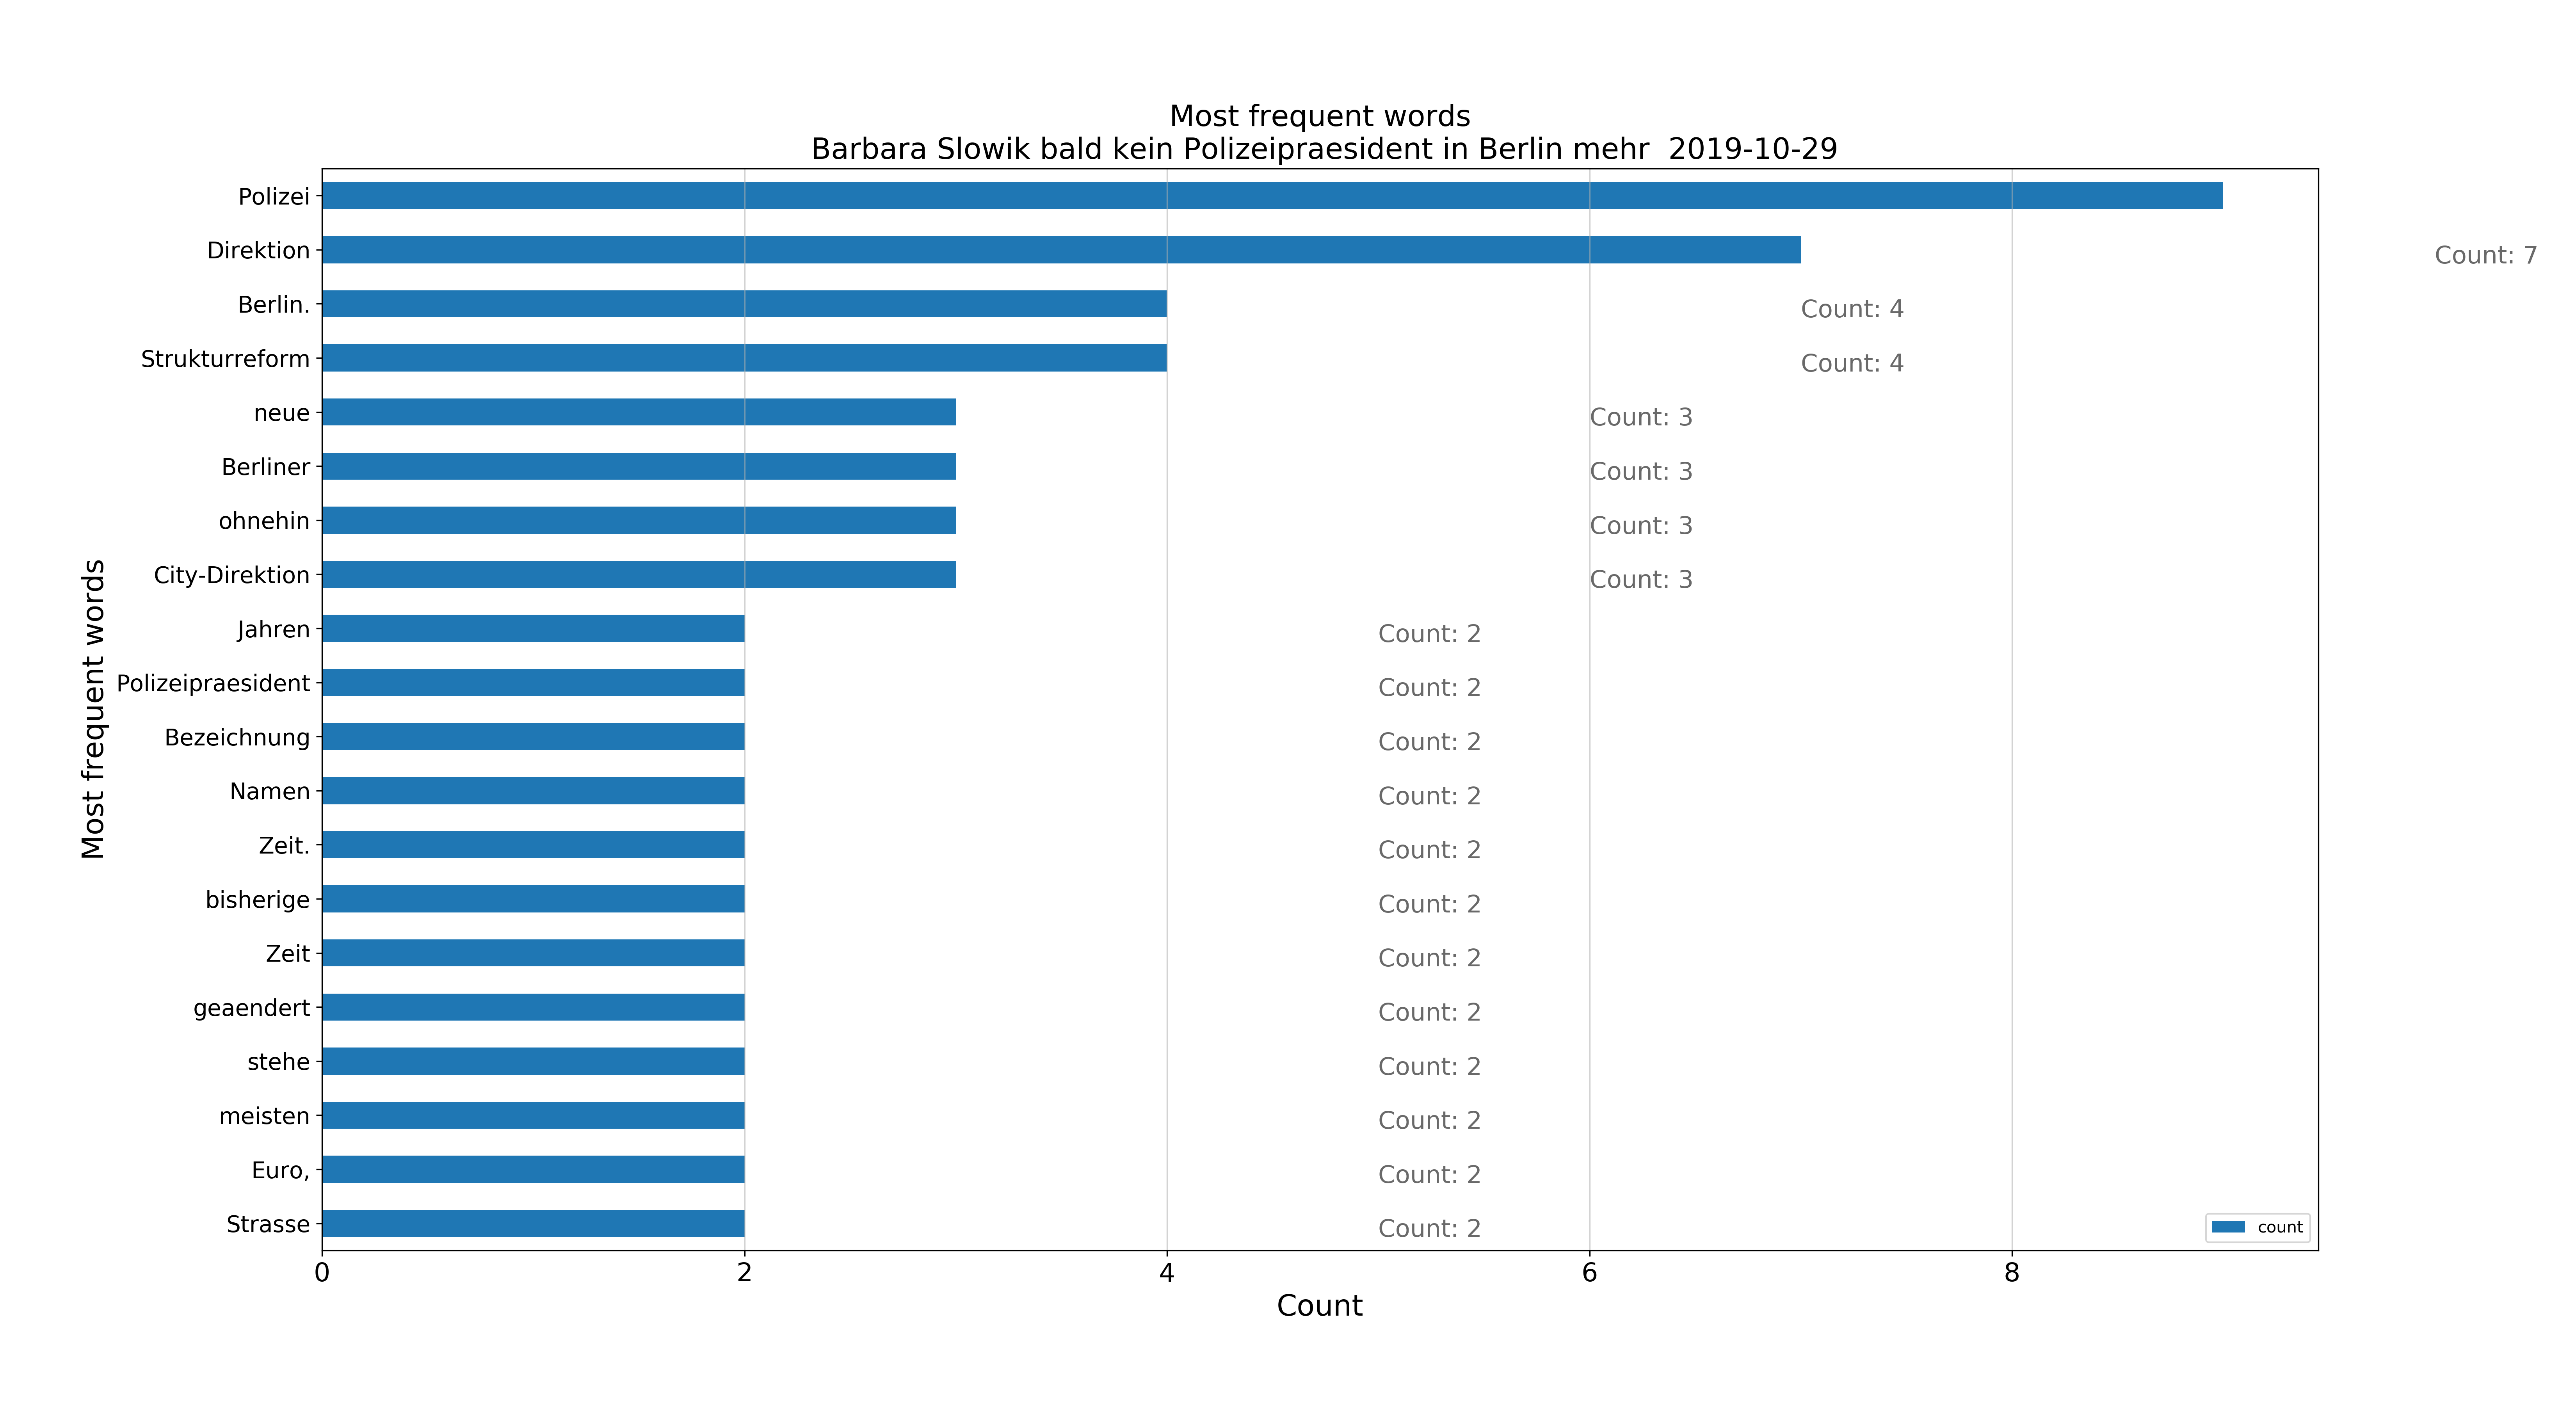 Most frequent words
Barbara Slowik bald kein Polizeipraesident in Berlin mehr  2019-10-29
Most frequent words
Polizei
Direktion Count: 7
Berlin. Count: 4
Strukturreform Count: 4
neue Count: 3
Berliner Count: 3
ohnehin Count: 3
City-Direktion Count: 3
Jahren Count: 2
Polizeipraesident Count: 2
Bezeichnung Count: 2
Namen Count: 2
Zeit. Count: 2
bisherige Count: 2
Zeit Count: 2
geaendert Count: 2
stehe Count: 2
meisten Count: 2
Euro, Count: 2
Strasse Count: 2
count
0 2 4 6 8
Count